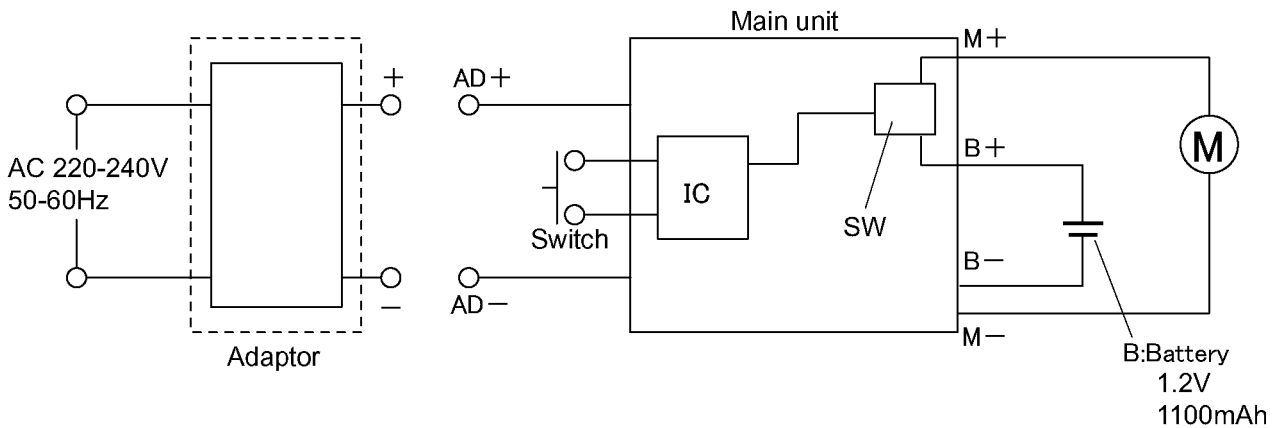 Main unit
M+
AD+
+
B+
M
AC 220-240V
50-60Hz
IC
SW
Switch
B−
AD−
−
M−
Adaptor
B:Battery
1.2V
1100mAh